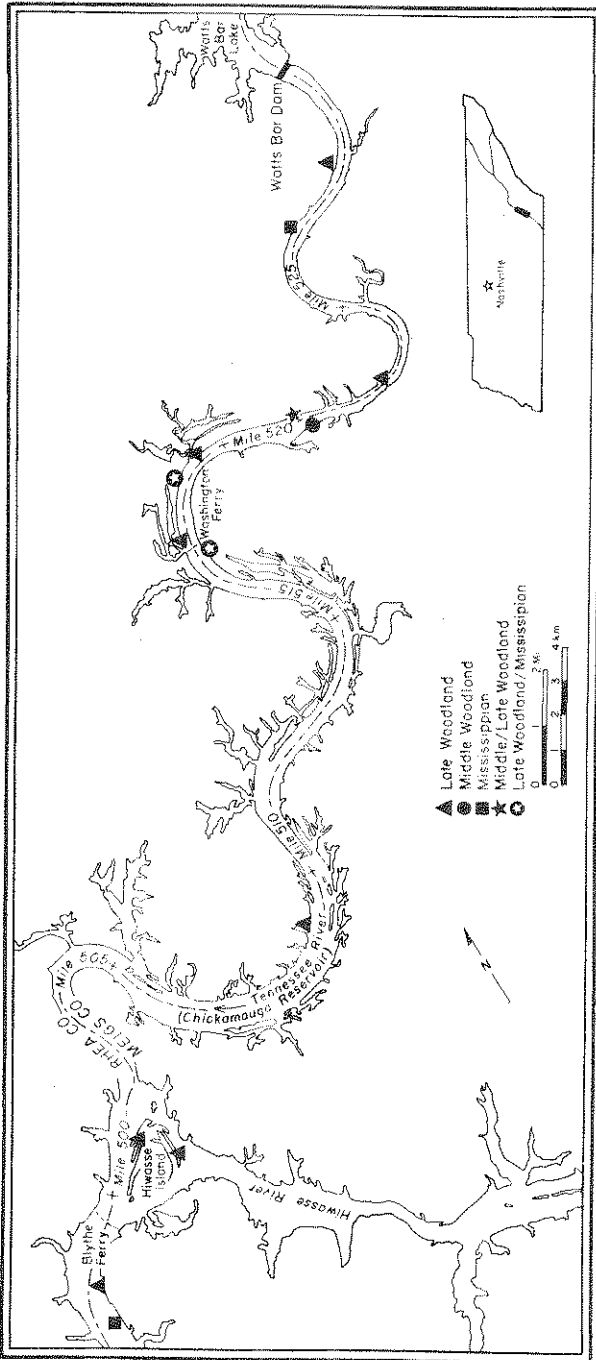 Watts
Bar
Lake
Watts Bar Dam
+ Mile 525
+ Mile 520
Washington
Ferry
+ Mile 515
+ Mile 510
Tennessee River
(Chickamauga Reservoir)
Mile 505+
RHEA CO
MEIGS CO
+ Mile 500
Hiwasse
Island
Blythe
Ferry
Hiwasse River
N
Nashville
Late Woodland
Middle Woodland
Mississippian
Middle/Late Woodland
Late Woodland/Missisipian
0 1 2 mi.
0 1 2 3 4 km